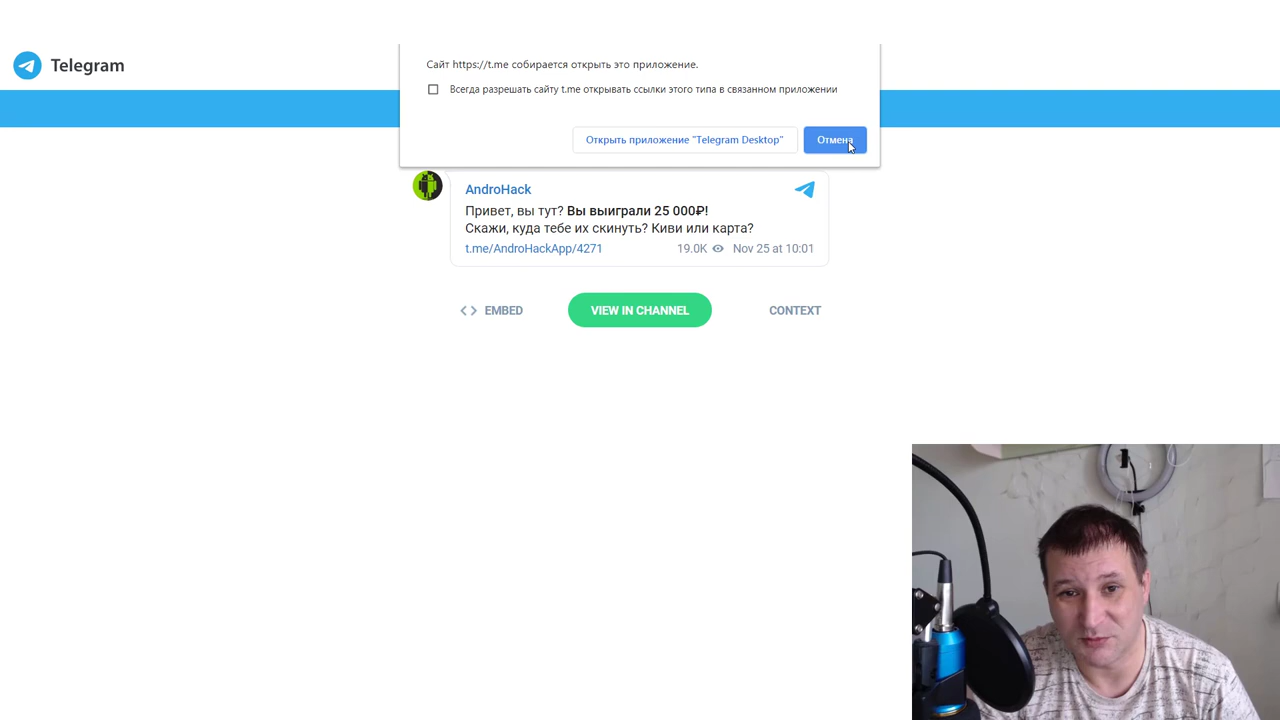 Telegram
Сайт https://t.me собирается открыть это приложение.
Всегда разрешать сайту t.me открывать ссылки этого типа в связанном приложении
Открыть приложение "Telegram Desktop"
Отмена
AndroHack
Привет, вы тут? Вы выиграли 25 000₽!
Скажи, куда тебе их скинуть? Киви или карта?
t.me/AndroHackApp/4271
19.0K
Nov 25 at 10:01
EMBED
VIEW IN CHANNEL
CONTEXT